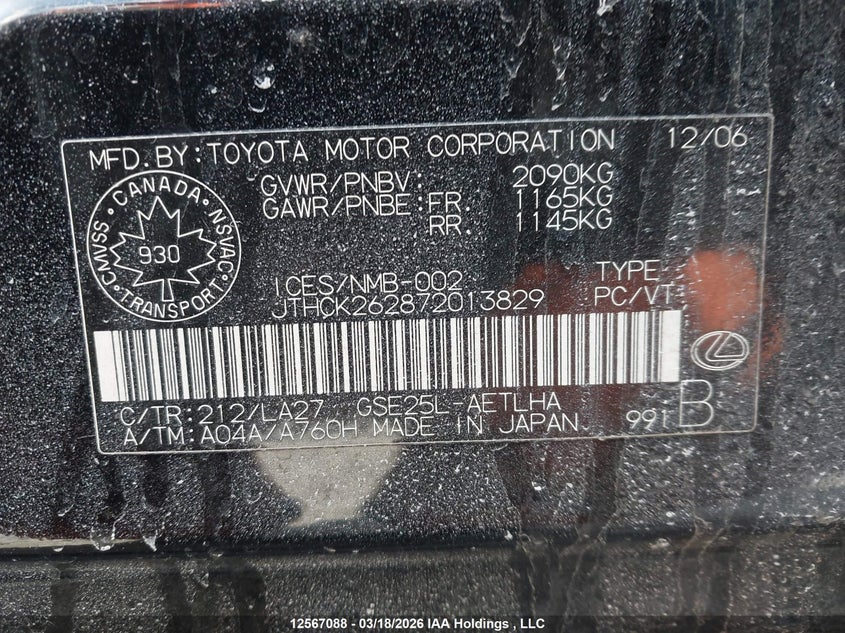 MFD.BY:TOYOTA MOTOR CORPORATION 12/06
GVWR/PNBV: 2090KG
GAWR/PNBE:FR. 1165KG
RR. 1145KG
CANADA · NSVAC · TRANSPORT · CMVSS
930
ICES/NMB-002 TYPE
JTHCK262872013829 PC/VT
C/TR:212/LA27 GSE25L-AETLHA
A/TM:A04A/A760H MADE IN JAPAN 991 B
12567088 - 03/18/2026 IAA Holdings , LLC